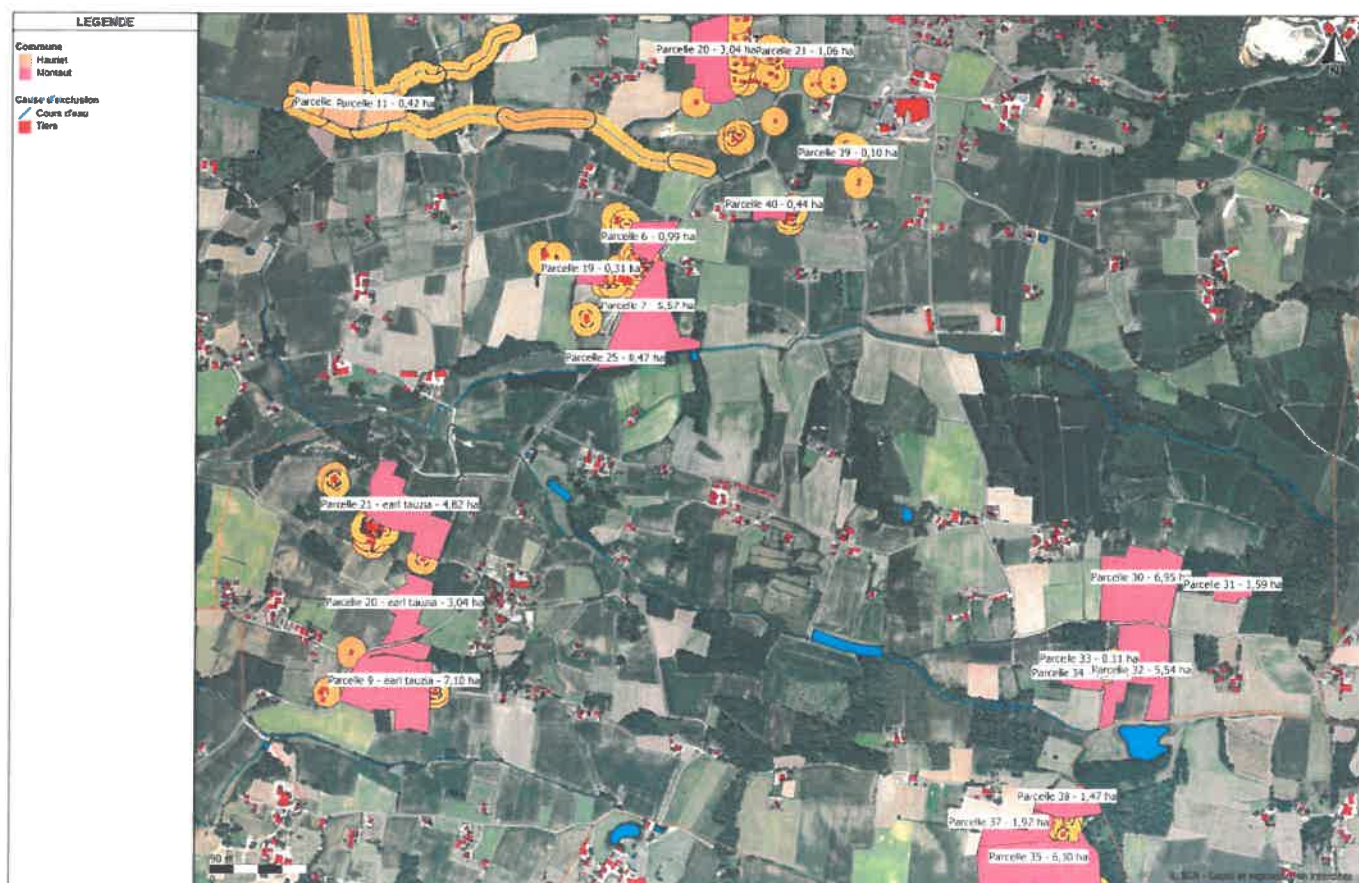 LEGENDE
Commune
Hauriet
Montaut
Cause d'exclusion
Cours d'eau
Tiers
Parcelle 20 - 3,04 ha
Parcelle 21 - 1,06 ha
N
Parcelle
Parcelle 11 - 0,42 ha
Parcelle 39 - 0,10 ha
Parcelle 40 - 0,44 ha
Parcelle 6 - 0,99 ha
Parcelle 19 - 0,31 ha
Parcelle 7 - 5,57 ha
Parcelle 25 - 0,47 ha
Parcelle 21 - earl tauzia - 4,82 ha
Parcelle 20 - earl tauzia - 3,04 ha
Parcelle 30 - 6,95 ha
Parcelle 31 - 1,59 ha
Parcelle 33 - 0,11 ha
Parcelle 34
Parcelle 32 - 5,54 ha
Parcelle 9 - earl tauzia - 7,10 ha
Parcelle 38 - 1,47 ha
Parcelle 37 - 1,92 ha
Parcelle 35 - 6,30 ha
90 m
0